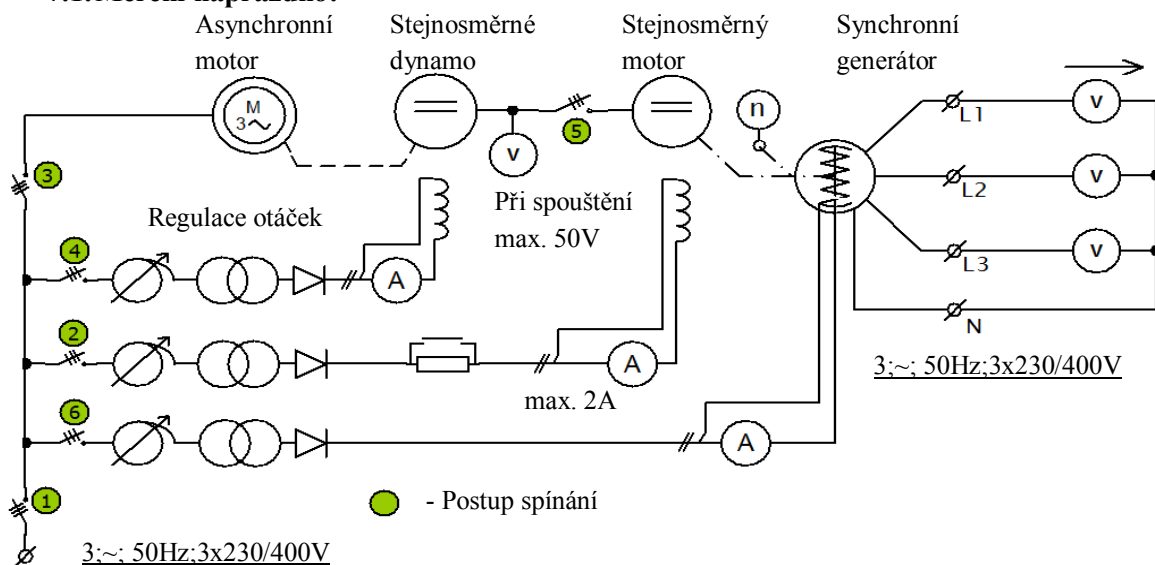 Asynchronní motor
Stejnosměrné dynamo
Stejnosměrný motor
Synchronní generátor
M
3~
n
v
5
v
L1
v
L2
v
L3
v
N
3;~; 50Hz;3x230/400V
3
Regulace otáček
Při spouštění
max. 50V
4
A
2
A
max. 2A
6
A
1
- Postup spínání
3;~; 50Hz;3x230/400V